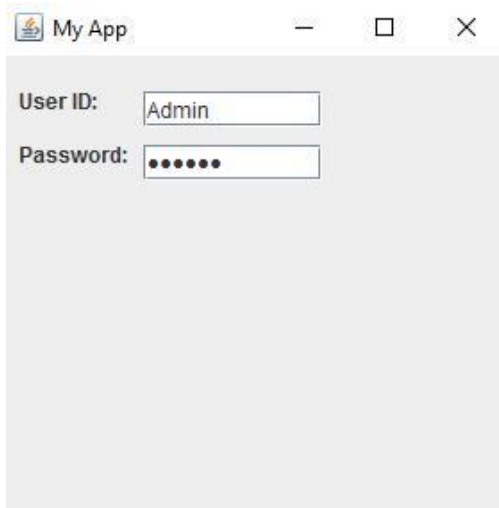 My App
User ID: Admin
Password: ••••••